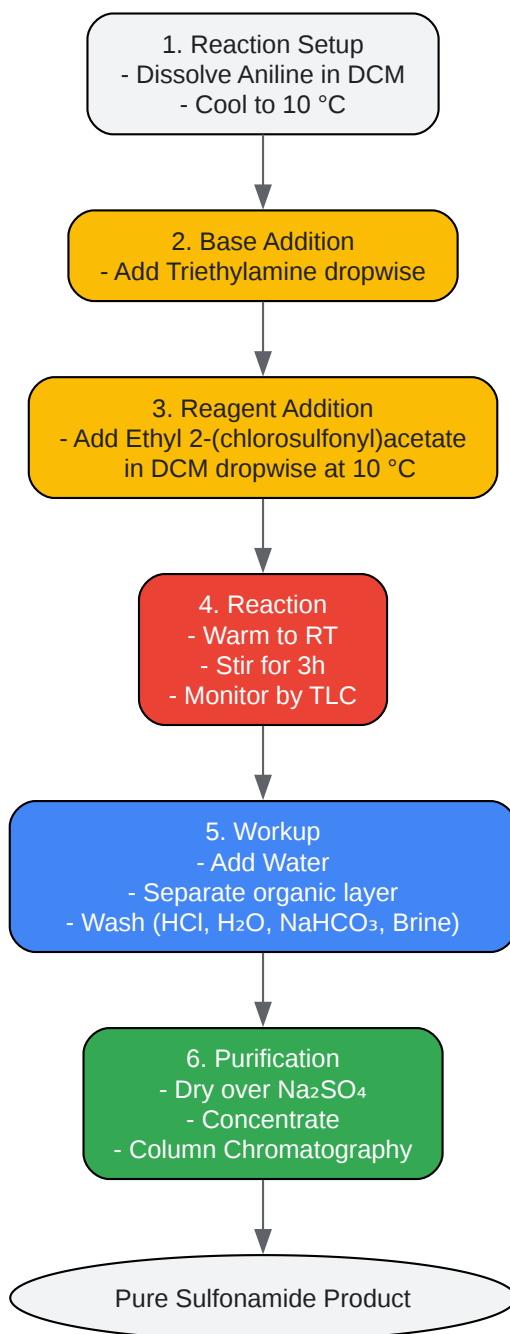 1. Reaction Setup
- Dissolve Aniline in DCM
- Cool to 10 °C
2. Base Addition
- Add Triethylamine dropwise
3. Reagent Addition
- Add Ethyl 2-(chlorosulfonyl)acetate
in DCM dropwise at 10 °C
4. Reaction
- Warm to RT
- Stir for 3h
- Monitor by TLC
5. Workup
- Add Water
- Separate organic layer
- Wash (HCl, H₂O, NaHCO₃, Brine)
6. Purification
- Dry over Na₂SO₄
- Concentrate
- Column Chromatography
Pure Sulfonamide Product